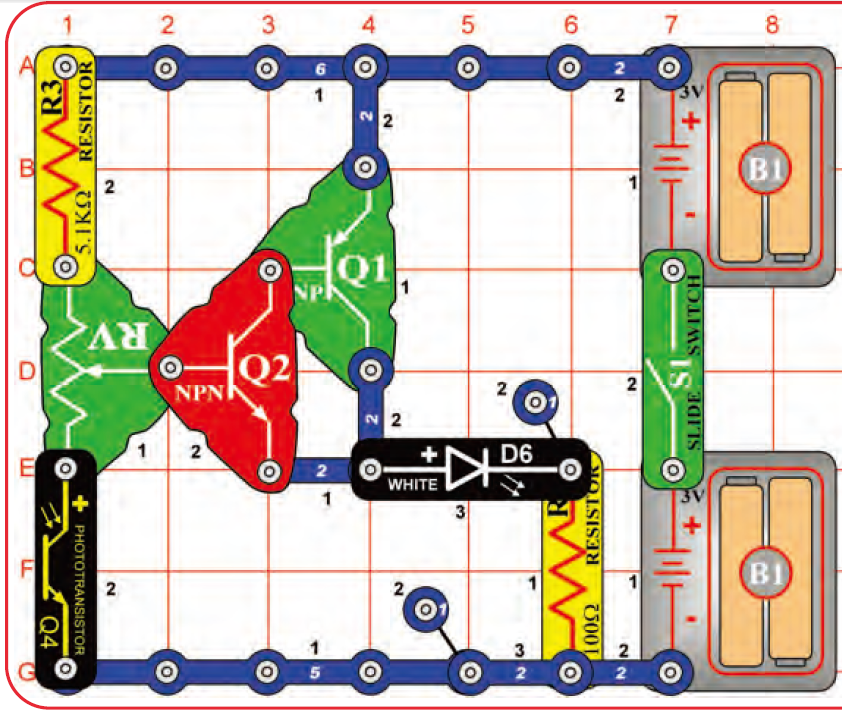 1 2 3 4 5 6 7 8
A
B
C
D
E
F
G
R3
RESISTOR
5.1KΩ
2
6
1
2
2
2
2
3V
+
-
B1
1
NP
Q1
1
RV
1
NPN
Q2
2
SLIDE SWITCH
S1
2
2
1
2
2
2
1
+ D6
WHITE
3
R
RESISTOR
100Ω
1
3V
+
-
B1
1
+
PHOTOTRANSISTOR
Q4
2
2
1
1
5
3
2
2
2